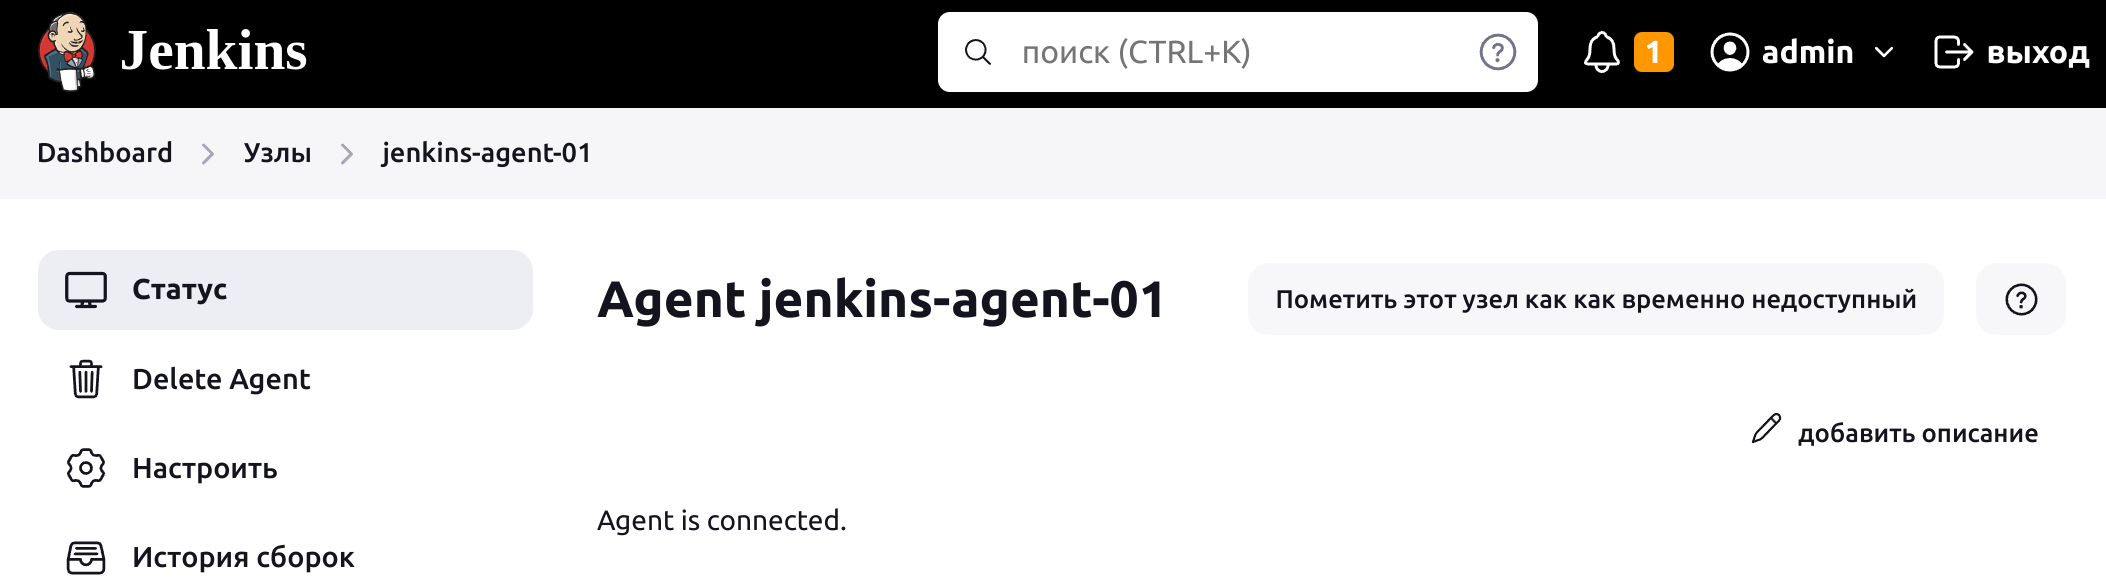 Jenkins
поиск (CTRL+K)
1
admin
выход
Dashboard
Узлы
jenkins-agent-01
Статус
Delete Agent
Настроить
История сборок
Agent jenkins-agent-01
Пометить этот узел как как временно недоступный
добавить описание
Agent is connected.